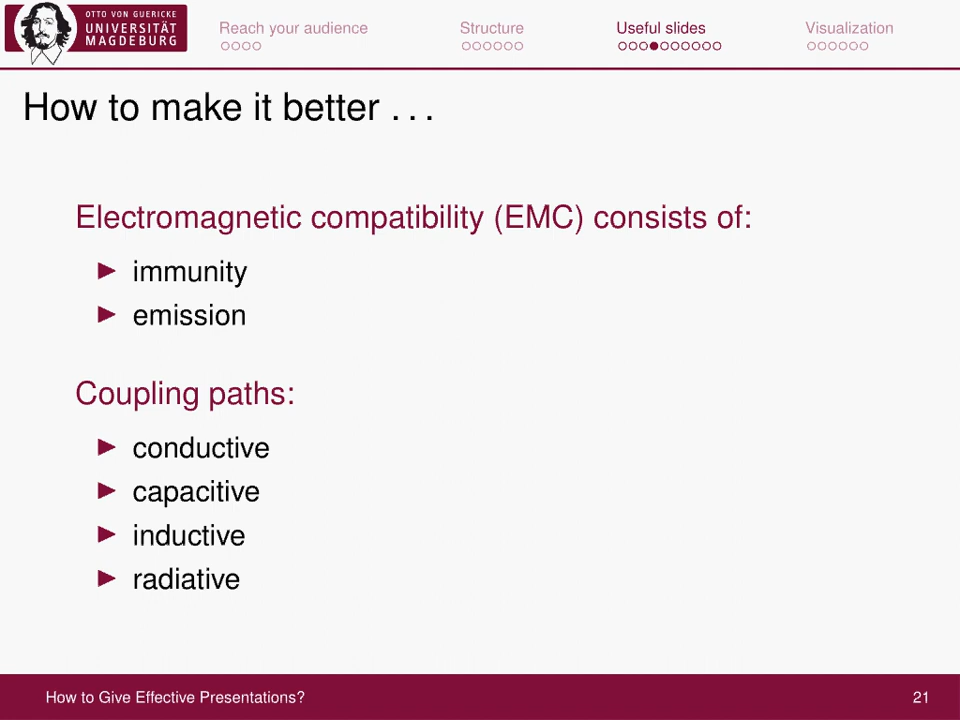 OTTO VON GUERICKE
UNIVERSITÄT
MAGDEBURG
Reach your audience
Structure
Useful slides
Visualization
How to make it better . . .
Electromagnetic compatibility (EMC) consists of:
immunity
emission
Coupling paths:
conductive
capacitive
inductive
radiative
How to Give Effective Presentations?
21